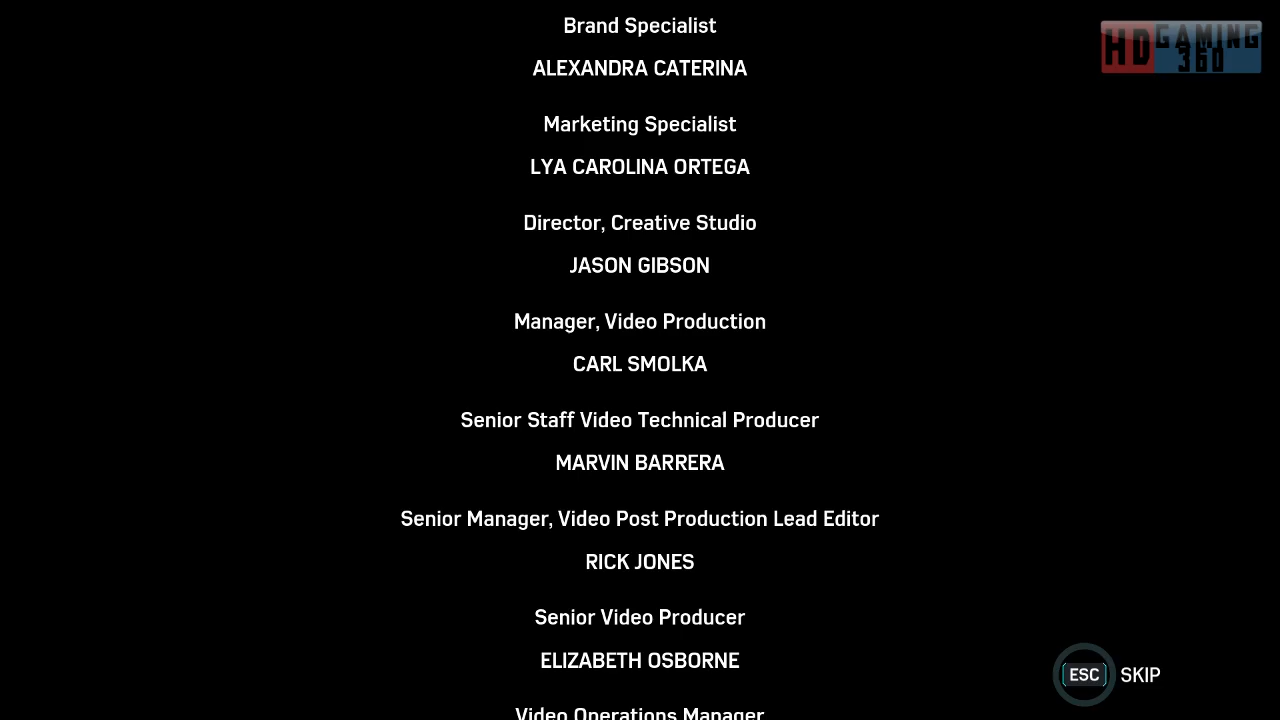 Brand Specialist
ALEXANDRA CATERINA
Marketing Specialist
LYA CAROLINA ORTEGA
Director, Creative Studio
JASON GIBSON
Manager, Video Production
CARL SMOLKA
Senior Staff Video Technical Producer
MARVIN BARRERA
Senior Manager, Video Post Production Lead Editor
RICK JONES
Senior Video Producer
ELIZABETH OSBORNE
Video Operations Manager
HD GAMING
360
ESC SKIP